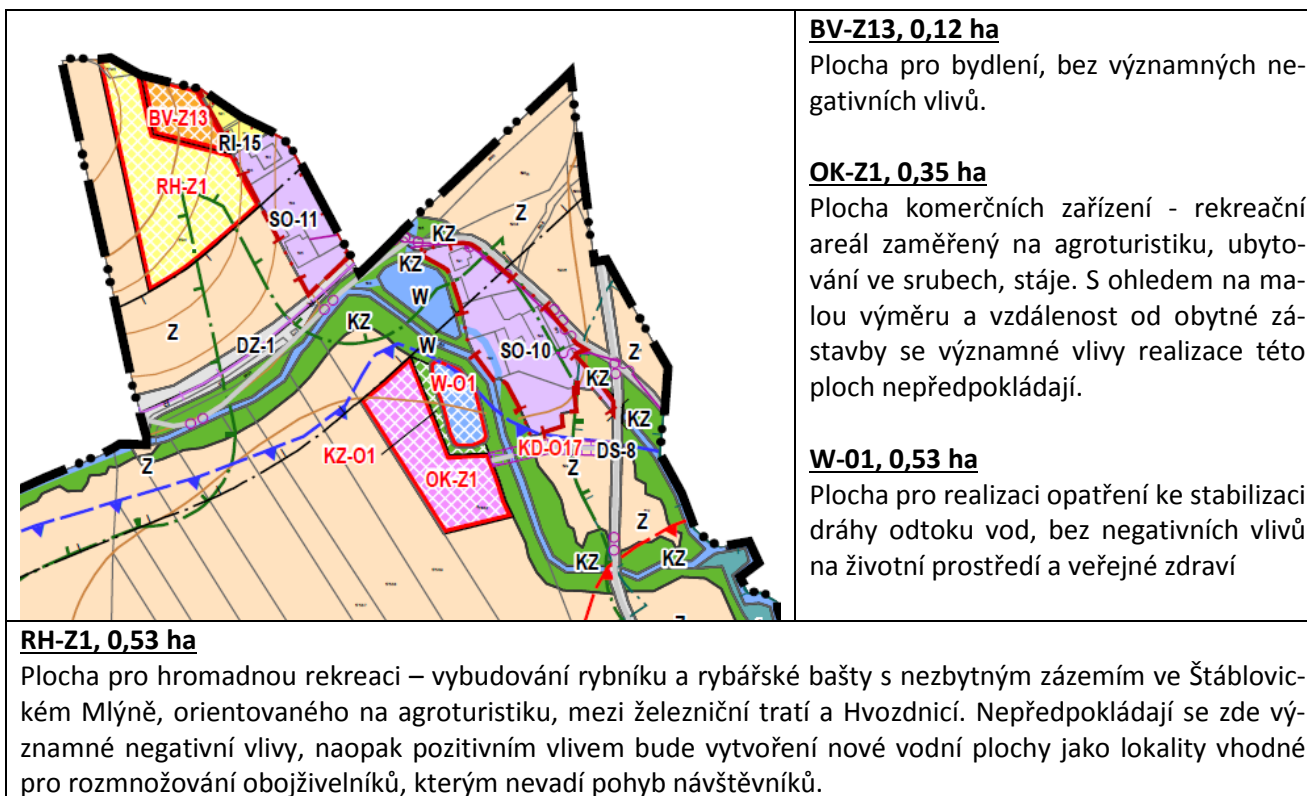 BV-Z13
RI-15
RH-Z1
SO-11
Z
KZ
KZ
W
Z
DZ-1
KZ
W
SO-10
Z
KZ
W-O1
KZ
Z
KZ-O1
OK-Z1
KD-O17
DS-8
Z
Z
KZ
KZ
Z
BV-Z13, 0,12 ha
Plocha pro bydlení, bez významných ne-
gativních vlivů.
OK-Z1, 0,35 ha
Plocha komerčních zařízení - rekreační
areál zaměřený na agroturistiku, ubyto-
vání ve srubech, stáje. S ohledem na ma-
lou výměru a vzdálenost od obytné zá-
stavby se významné vlivy realizace této
ploch nepředpokládají.
W-01, 0,53 ha
Plocha pro realizaci opatření ke stabilizaci
dráhy odtoku vod, bez negativních vlivů
na životní prostředí a veřejné zdraví
RH-Z1, 0,53 ha
Plocha pro hromadnou rekreaci – vybudování rybníku a rybářské bašty s nezbytným zázemím ve Štáblovic-
kém Mlýně, orientovaného na agroturistiku, mezi železniční tratí a Hvozdnicí. Nepředpokládají se zde vý-
znamné negativní vlivy, naopak pozitivním vlivem bude vytvoření nové vodní plochy jako lokality vhodné
pro rozmnožování obojživelníků, kterým nevadí pohyb návštěvníků.